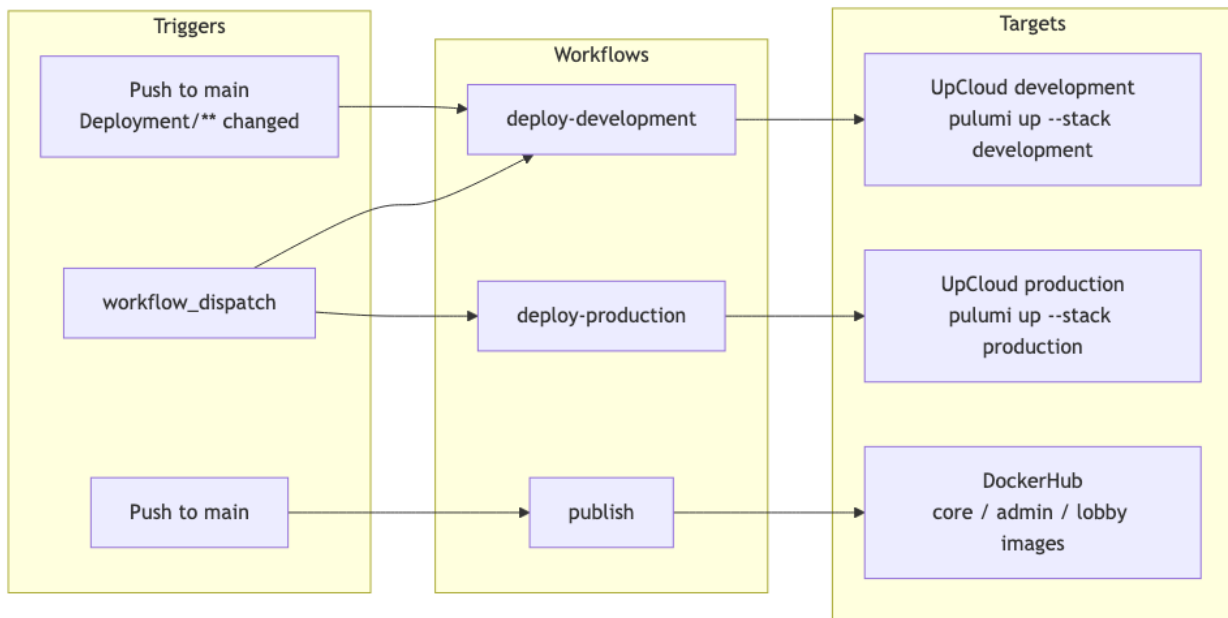 Triggers
Push to main
Deployment/** changed
workflow_dispatch
Push to main
Workflows
deploy-development
deploy-production
publish
Targets
UpCloud development
pulumi up --stack
development
UpCloud production
pulumi up --stack
production
DockerHub
core / admin / lobby
images